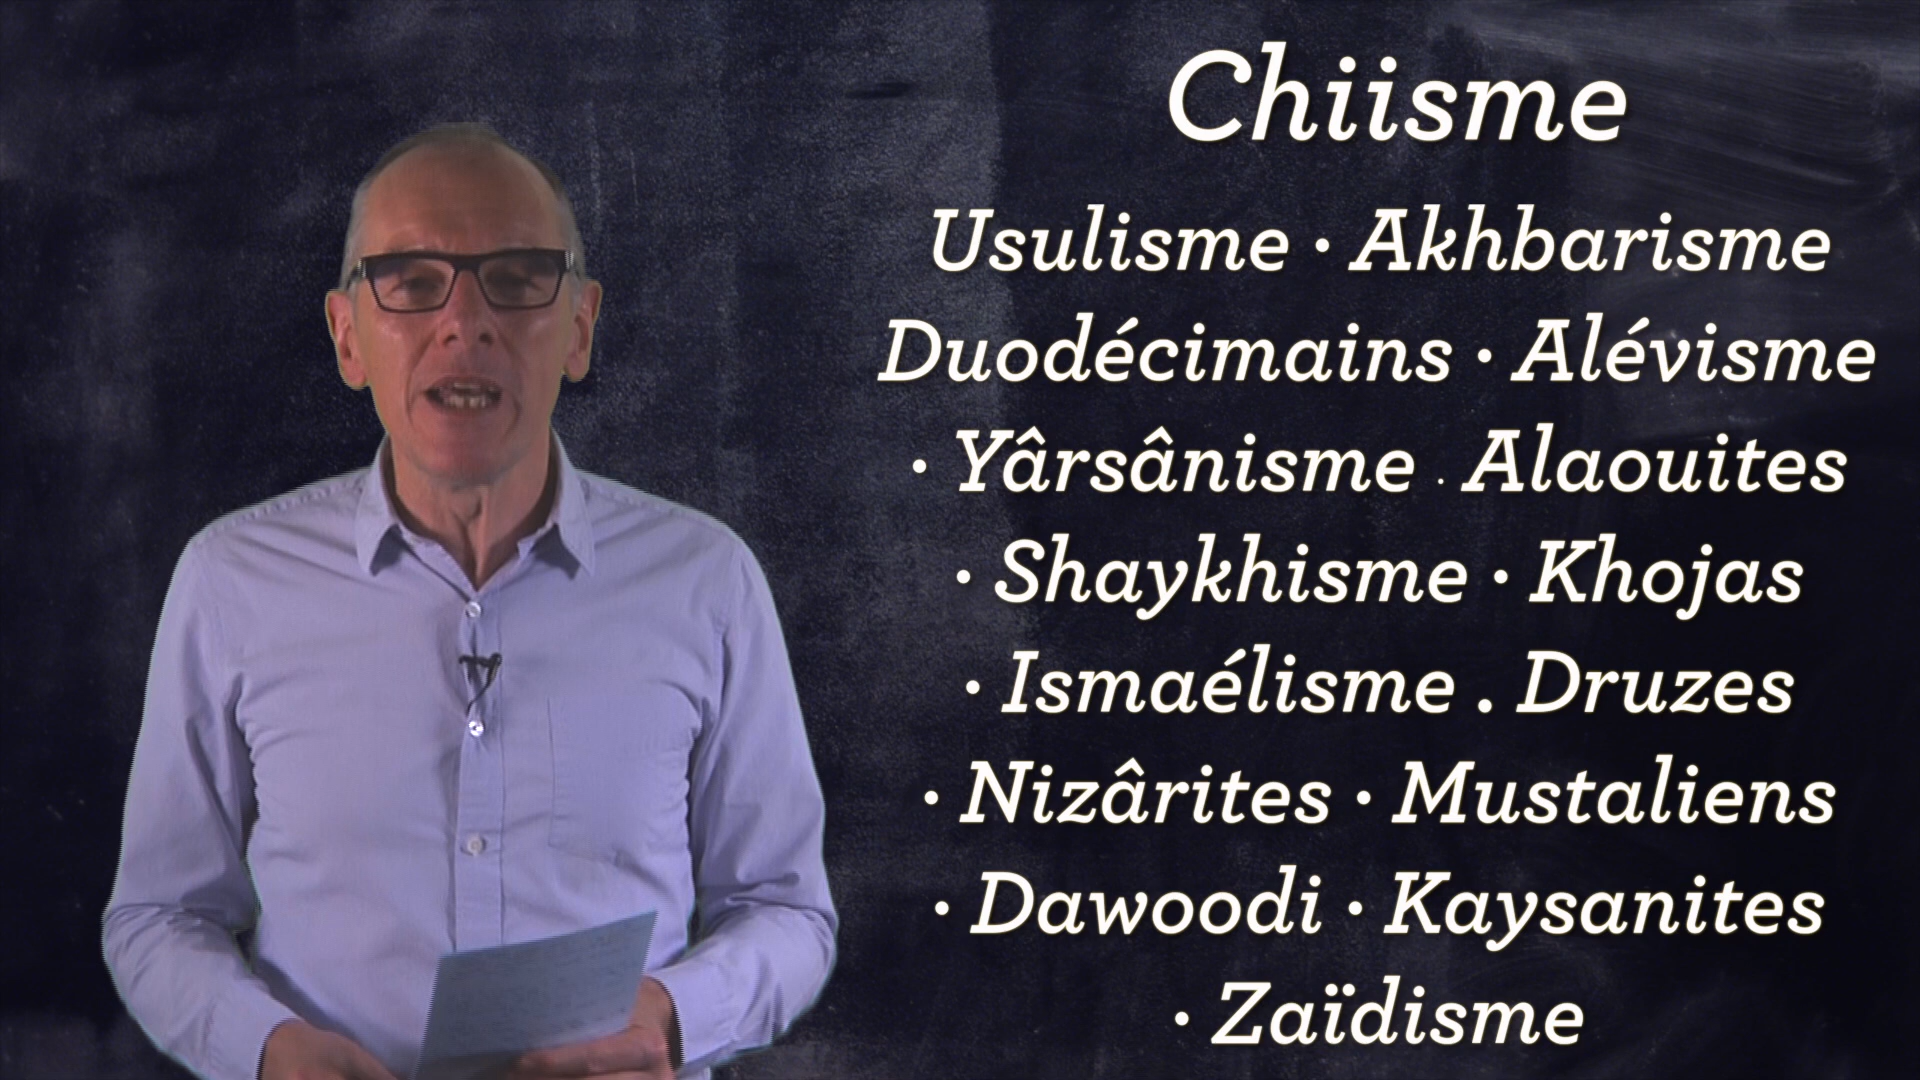 Chiisme
Usulisme · Akhbarisme
Duodécimains · Alévisme
· Yârsânisme · Alaouites
· Shaykhisme · Khojas
· Ismaélisme . Druzes
· Nizârites · Mustaliens
· Dawoodi · Kaysanites
· Zaïdisme